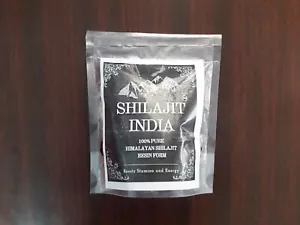 SHILAJIT
INDIA
100% PURE
HIMALAYAN SHILAJIT
RESIN FORM
Boosts Stamina and Energy